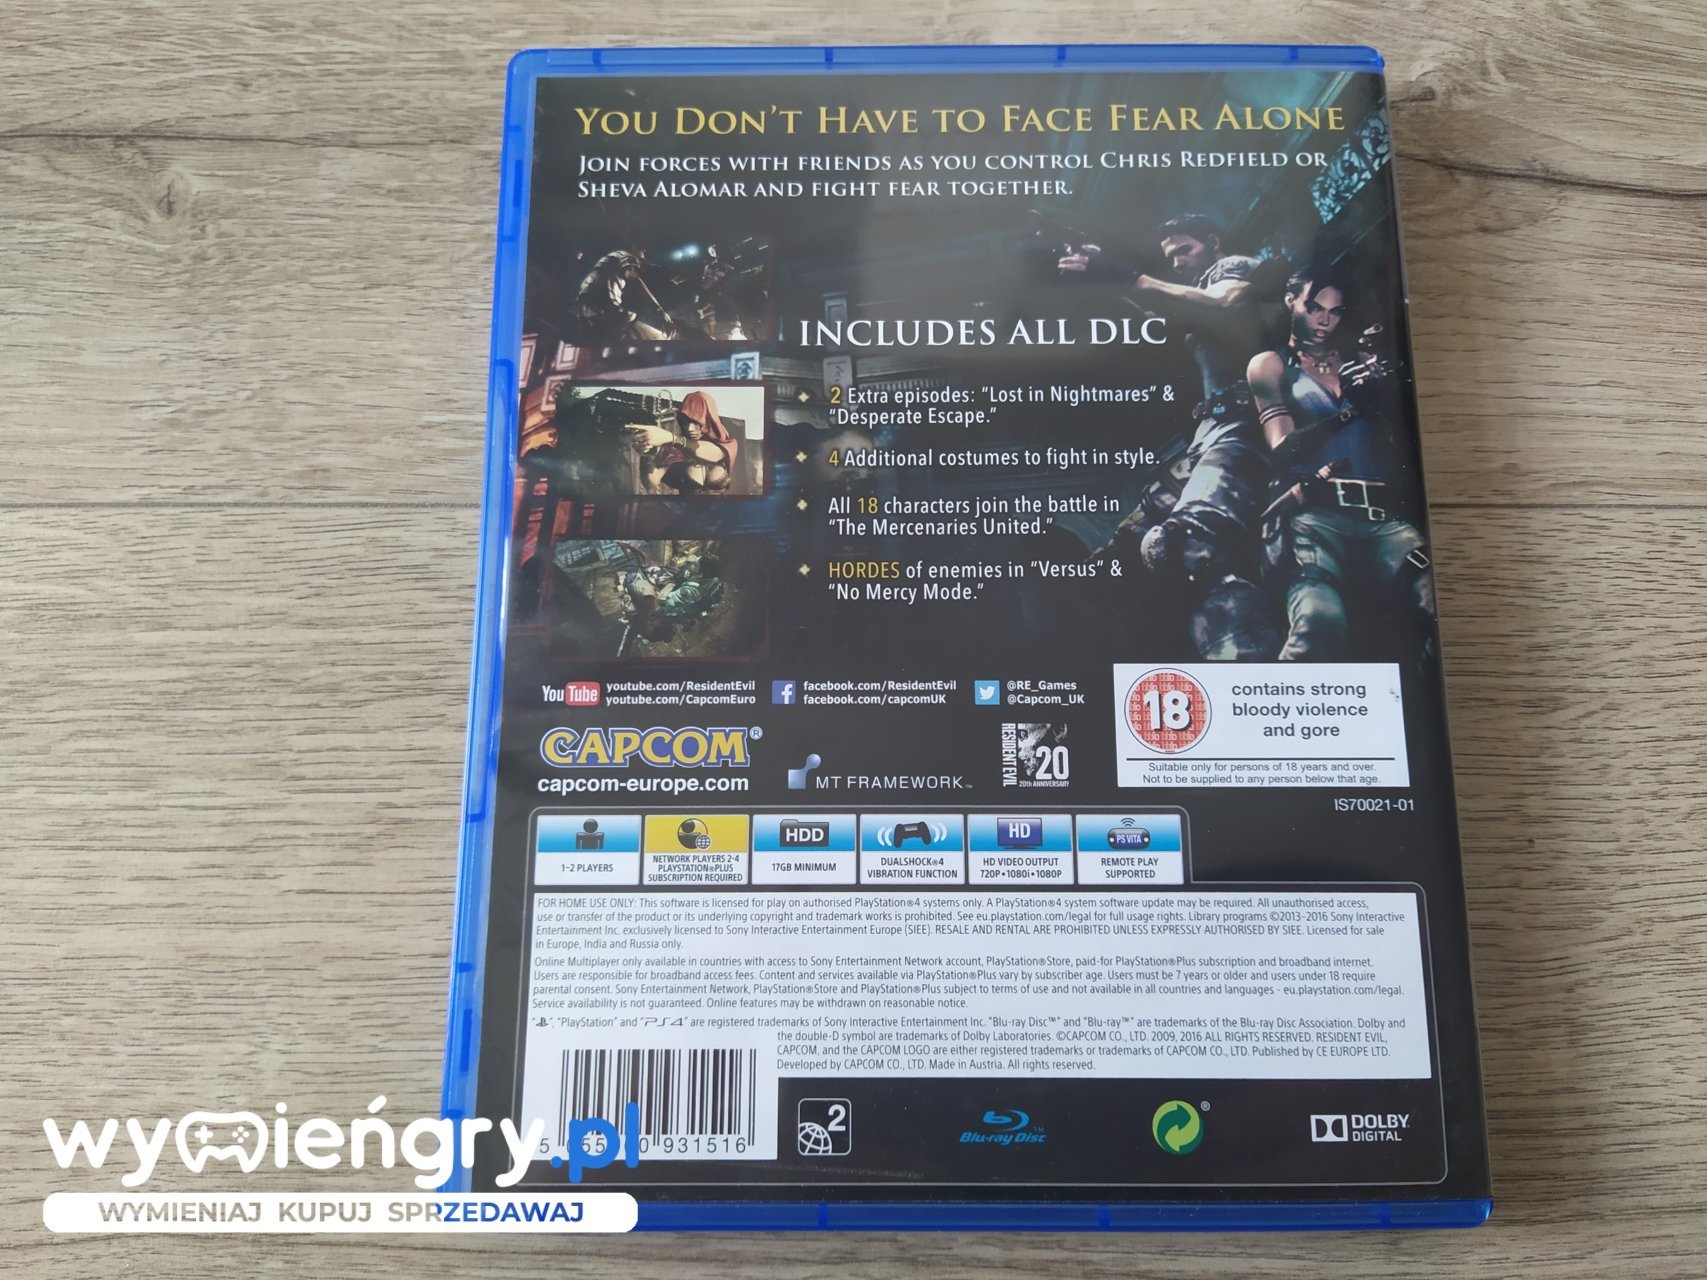 YOU DON'T HAVE TO FACE FEAR ALONE
JOIN FORCES WITH FRIENDS AS YOU CONTROL CHRIS REDFIELD OR
SHEVA ALOMAR AND FIGHT FEAR TOGETHER.
INCLUDES ALL DLC
2 Extra episodes: "Lost in Nightmares" &
"Desperate Escape."
4 Additional costumes to fight in style.
All 18 characters join the battle in
"The Mercenaries United."
HORDES of enemies in "Versus" &
"No Mercy Mode."
YouTube
youtube.com/ResidentEvil
youtube.com/CapcomEuro
facebook.com/ResidentEvil
facebook.com/capcomUK
@RE_Games
@Capcom_UK
18
contains strong
bloody violence
and gore
Suitable only for persons of 18 years and over.
Not to be supplied to any person below that age.
CAPCOM®
capcom-europe.com
MT FRAMEWORK™
RESIDENT EVIL
20
20th ANNIVERSARY
IS70021-01
1-2 PLAYERS
NETWORK PLAYERS 2-4
PLAYSTATION®PLUS
SUBSCRIPTION REQUIRED
HDD
17GB MINIMUM
DUALSHOCK®4
VIBRATION FUNCTION
HD
HD VIDEO OUTPUT
720P•1080i•1080P
PS VITA
REMOTE PLAY
SUPPORTED
FOR HOME USE ONLY: This software is licensed for play on authorised PlayStation®4 systems only. A PlayStation®4 system software update may be required. All unauthorised access,
use or transfer of the product or its underlying copyright and trademark works is prohibited. See eu.playstation.com/legal for full usage rights. Library programs ©2013-2016 Sony Interactive
Entertainment Inc. exclusively licensed to Sony Interactive Entertainment Europe (SIEE). RESALE AND RENTAL ARE PROHIBITED UNLESS EXPRESSLY AUTHORISED BY SIEE. Licensed for sale
in Europe, India and Russia only.
Online Multiplayer only available in countries with access to Sony Entertainment Network account, PlayStation®Store, paid-for PlayStation®Plus subscription and broadband internet.
Users are responsible for broadband access fees. Content and services available via PlayStation®Plus vary by subscriber age. Users must be 7 years or older and users under 18 require
parental consent. Sony Entertainment Network, PlayStation®Store and PlayStation®Plus subject to terms of use and not available in all countries and languages - eu.playstation.com/legal.
Service availability is not guaranteed. Online features may be withdrawn on reasonable notice.
"PlayStation" and "PS4" are registered trademarks of Sony Interactive Entertainment Inc. "Blu-ray Disc™" and "Blu-ray™" are trademarks of the Blu-ray Disc Association. Dolby and
the double-D symbol are trademarks of Dolby Laboratories. ©CAPCOM CO., LTD. 2009, 2016 ALL RIGHTS RESERVED. RESIDENT EVIL,
CAPCOM, and the CAPCOM LOGO are either registered trademarks or trademarks of CAPCOM CO., LTD. Published by CE EUROPE LTD.
Developed by CAPCOM CO., LTD. Made in Austria. All rights reserved.
931516
2
Blu-ray Disc™
®
DOLBY
DIGITAL
wymieńgry.pl
WYMIENIAJ KUPUJ SPRZEDAWAJ